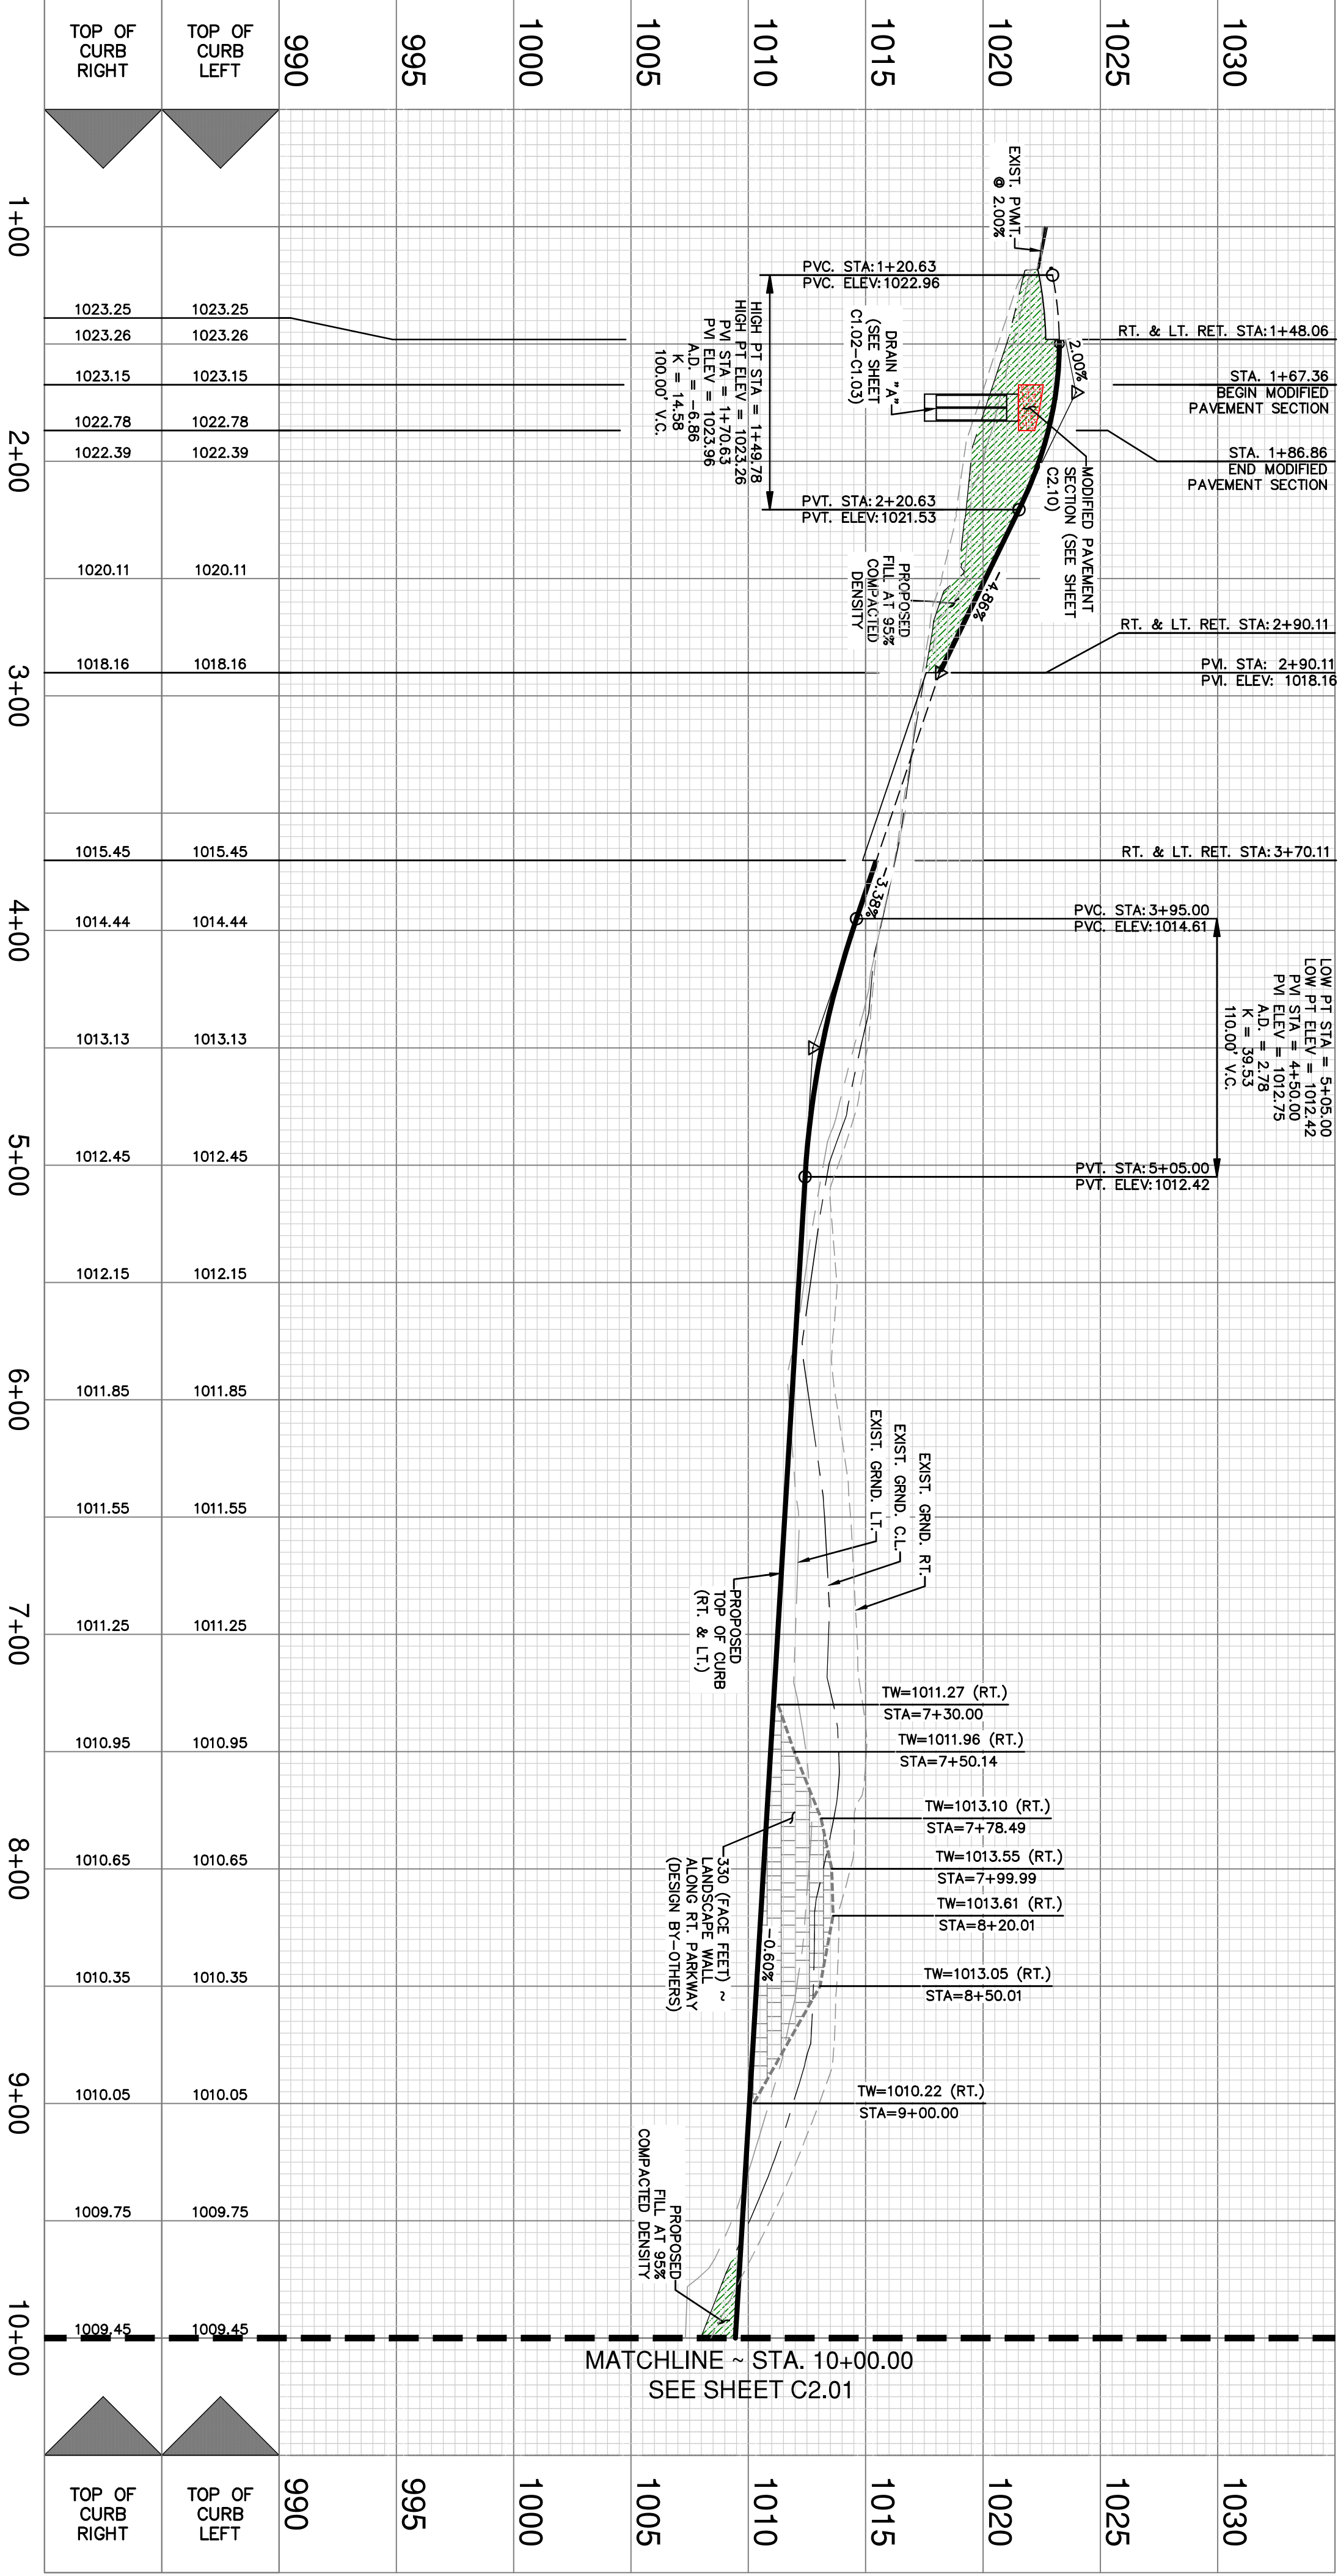 TOP OF
CURB
RIGHT
TOP OF
CURB
LEFT
990
995
1000
1005
1010
1015
1020
1025
1030
EXIST. PVMT.
@ 2.00%
1+00
PVC. STA:1+20.63
PVC. ELEV:1022.96
1023.25
1023.25
1023.26
1023.26
RT. & LT. RET. STA:1+48.06
2.00%
1023.15
1023.15
STA. 1+67.36
BEGIN MODIFIED
PAVEMENT SECTION
1022.78
1022.78
1022.39
1022.39
STA. 1+86.86
END MODIFIED
PAVEMENT SECTION
DRAIN "A"
(SEE SHEET
C1.02-C1.03)
HIGH PT STA = 1+49.78
HIGH PT ELEV = 1023.26
PVI STA = 1+70.63
PVI ELEV = 1023.96
A.D. = -6.86
K = 14.58
100.00' V.C.
2+00
MODIFIED PAVEMENT
SECTION (SEE SHEET
C2.10)
PVT. STA:2+20.63
PVT. ELEV:1021.53
1020.11
1020.11
-4.86%
PROPOSED
FILL AT 95%
COMPACTED
DENSITY
RT. & LT. RET. STA:2+90.11
1018.16
1018.16
PVI. STA: 2+90.11
PVI. ELEV: 1018.16
3+00
1015.45
1015.45
RT. & LT. RET. STA:3+70.11
-3.38%
PVC. STA:3+95.00
PVC. ELEV:1014.61
4+00
1014.44
1014.44
LOW PT STA = 5+05.00
LOW PT ELEV = 1012.42
PVI STA = 4+50.00
PVI ELEV = 1012.75
A.D. = 2.78
K = 39.53
110.00' V.C.
1013.13
1013.13
5+00
1012.45
1012.45
PVT. STA:5+05.00
PVT. ELEV:1012.42
1012.15
1012.15
6+00
1011.85
1011.85
EXIST. GRND. RT.
EXIST. GRND. C.L.
EXIST. GRND. LT.
1011.55
1011.55
PROPOSED
TOP OF CURB
(RT. & LT.)
7+00
1011.25
1011.25
TW=1011.27 (RT.)
STA=7+30.00
1010.95
1010.95
TW=1011.96 (RT.)
STA=7+50.14
TW=1013.10 (RT.)
STA=7+78.49
8+00
1010.65
1010.65
TW=1013.55 (RT.)
STA=7+99.99
TW=1013.61 (RT.)
STA=8+20.01
330 (FACE FEET) ~
LANDSCAPE WALL
ALONG RT. PARKWAY
(DESIGN BY-OTHERS)
-0.60%
1010.35
1010.35
TW=1013.05 (RT.)
STA=8+50.01
9+00
1010.05
1010.05
TW=1010.22 (RT.)
STA=9+00.00
1009.75
1009.75
PROPOSED
FILL AT 95%
COMPACTED DENSITY
10+00
1009.45
1009.45
MATCHLINE ~ STA. 10+00.00
SEE SHEET C2.01
TOP OF
CURB
RIGHT
TOP OF
CURB
LEFT
990
995
1000
1005
1010
1015
1020
1025
1030